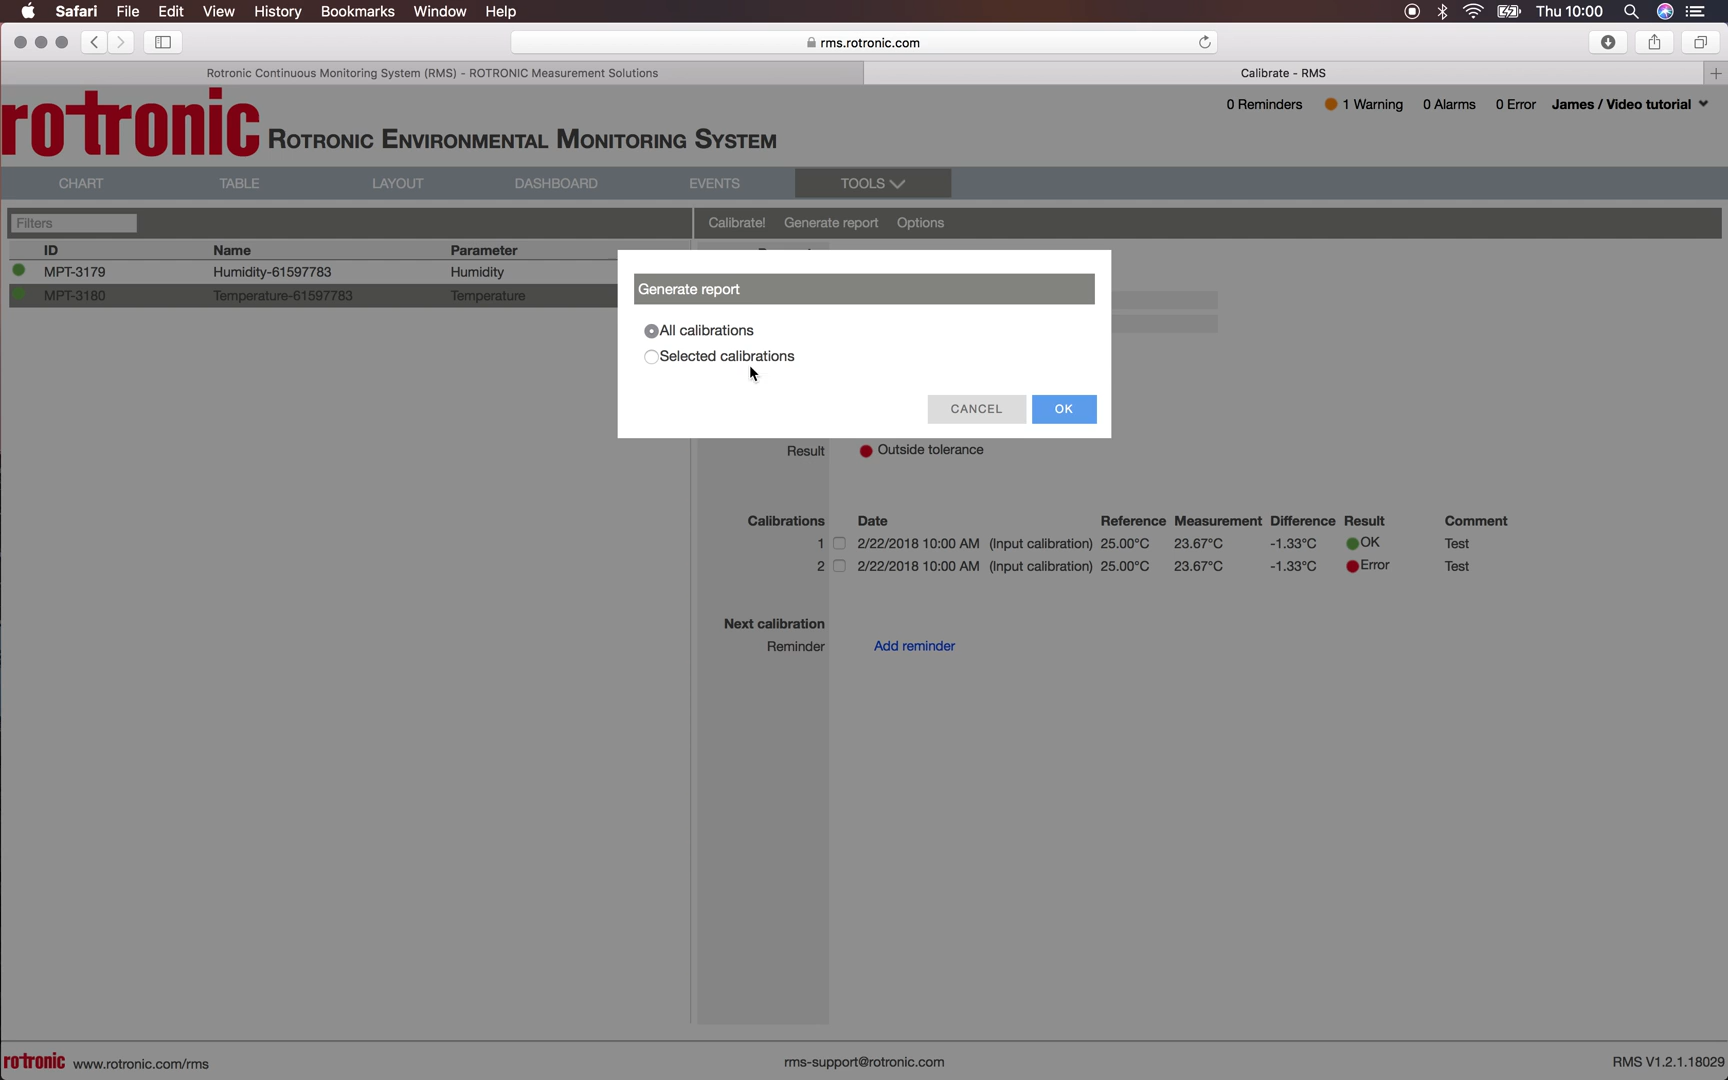 Safari File Edit View History Bookmarks Window Help Thu 10:00
rms.rotronic.com
Rotronic Continuous Monitoring System (RMS) - ROTRONIC Measurement Solutions Calibrate - RMS
rotronic ROTRONIC ENVIRONMENTAL MONITORING SYSTEM
0 Reminders 1 Warning 0 Alarms 0 Error James / Video tutorial
CHART TABLE LAYOUT DASHBOARD EVENTS TOOLS
Filters Calibrate! Generate report Options
ID Name Parameter
MPT-3179 Humidity-61597783 Humidity
MPT-3180 Temperature-61597783 Temperature
Generate report
All calibrations
Selected calibrations
CANCEL OK
Result Outside tolerance
Calibrations Date Reference Measurement Difference Result Comment
1 2/22/2018 10:00 AM (Input calibration) 25.00°C 23.67°C -1.33°C OK Test
2 2/22/2018 10:00 AM (Input calibration) 25.00°C 23.67°C -1.33°C Error Test
Next calibration
Reminder Add reminder
rotronic www.rotronic.com/rms rms-support@rotronic.com RMS V1.2.1.18029